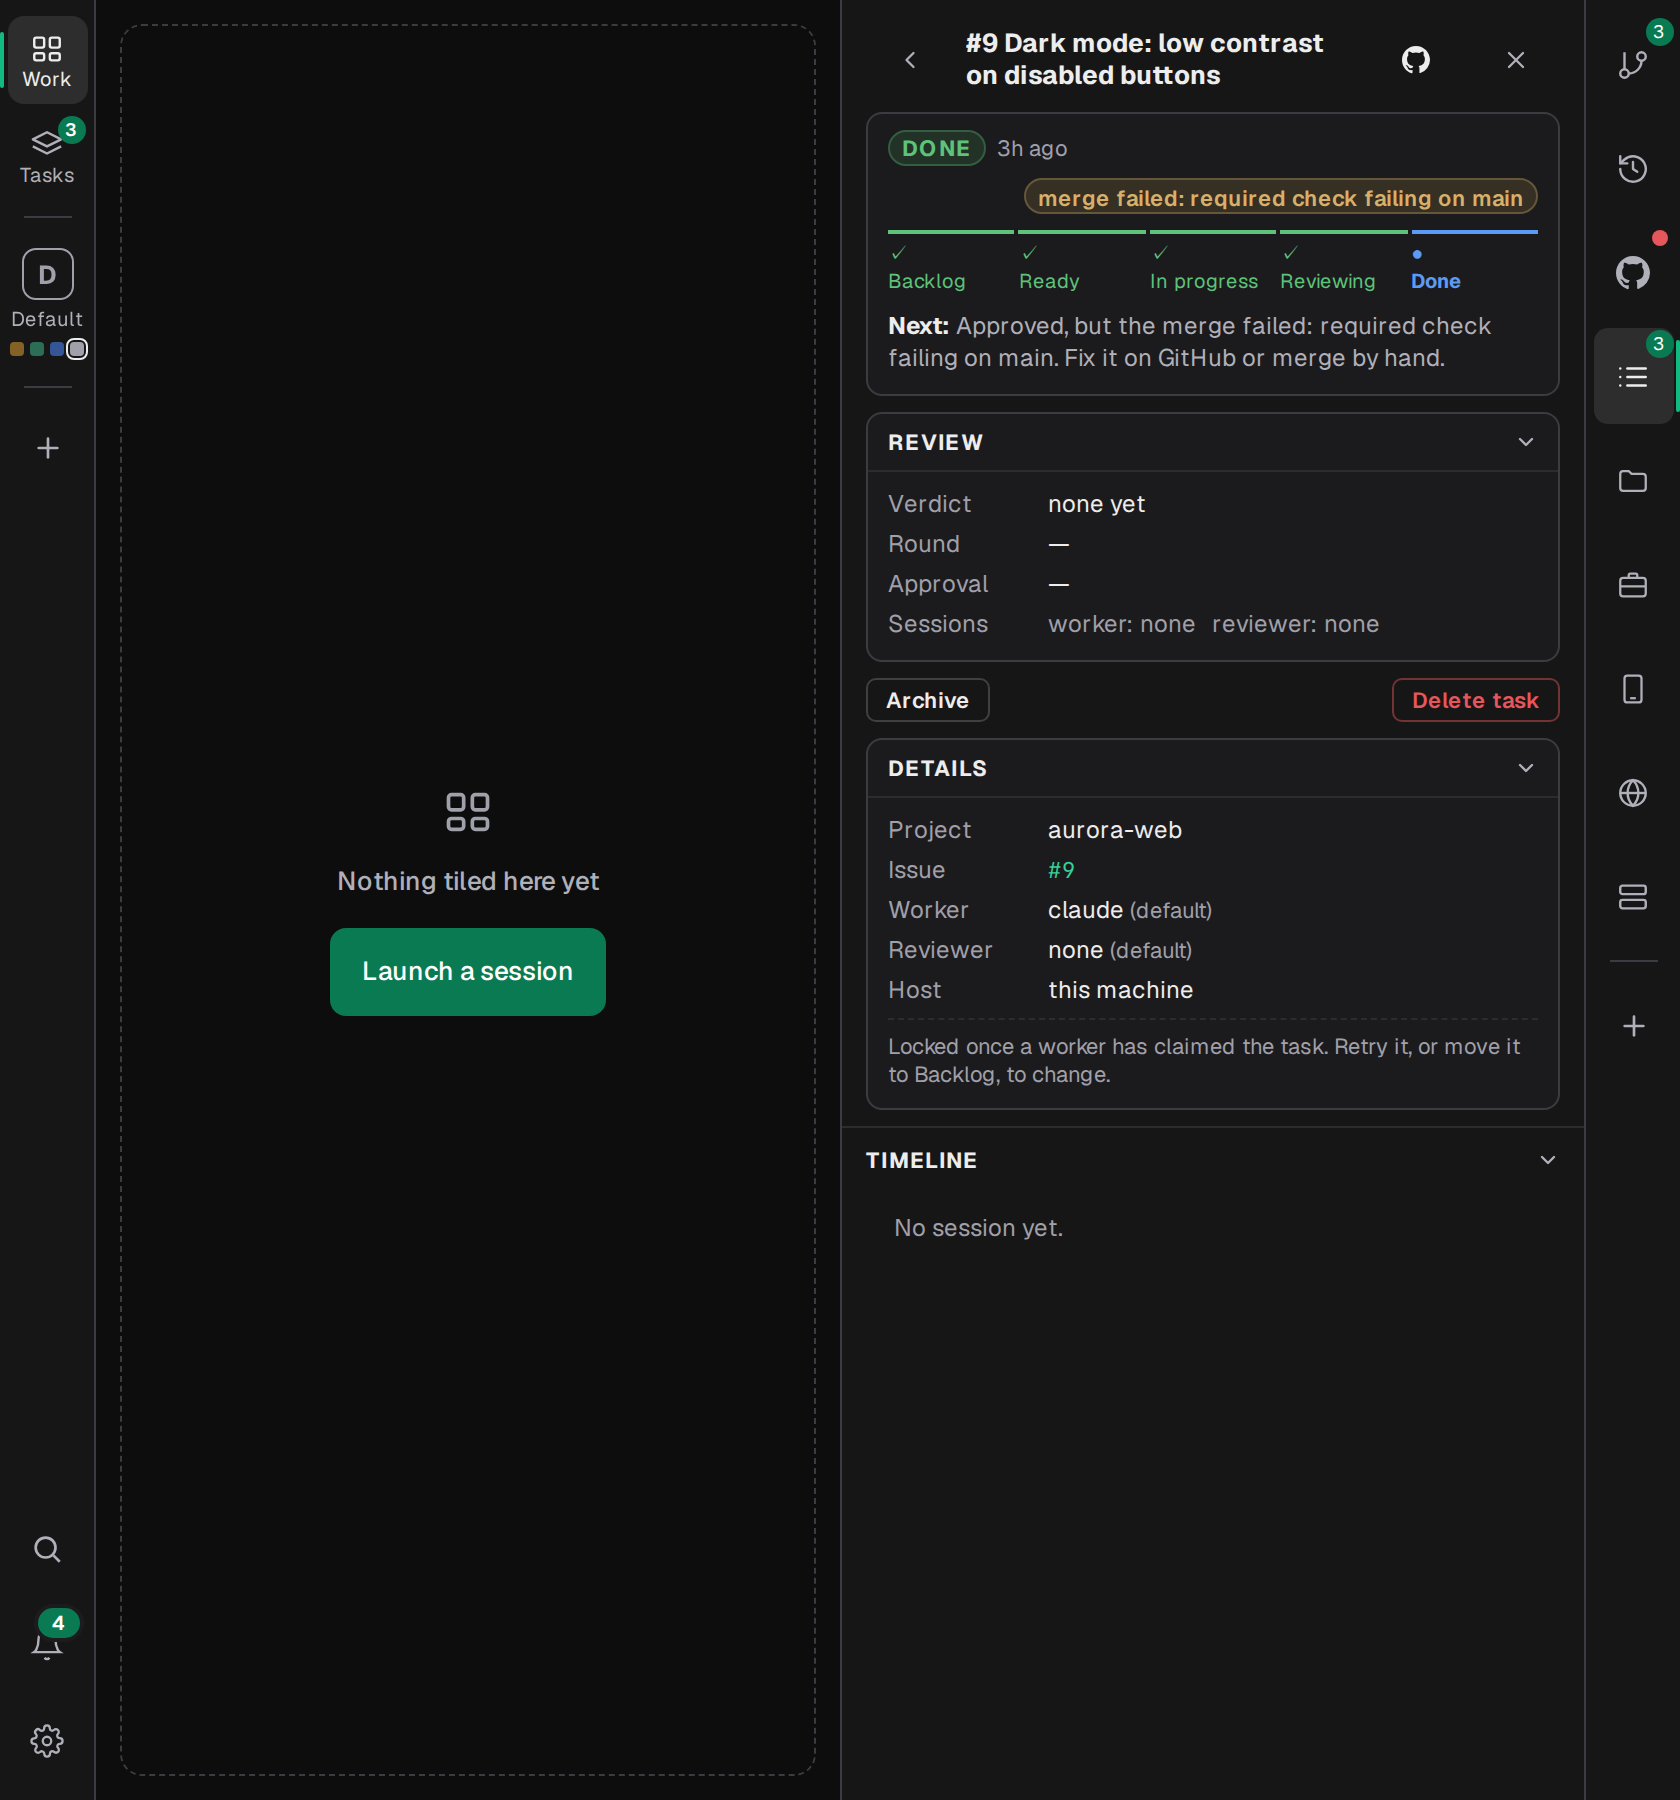 Work
3
Tasks
D
Default
4
Nothing tiled here yet
Launch a session
#9 Dark mode: low contrast
on disabled buttons
DONE 3h ago
merge failed: required check failing on main
✓ ✓ ✓ ✓
Backlog Ready In progress Reviewing Done
Next: Approved, but the merge failed: required check
failing on main. Fix it on GitHub or merge by hand.
REVIEW
Verdict none yet
Round —
Approval —
Sessions worker: none reviewer: none
Archive Delete task
DETAILS
Project aurora-web
Issue #9
Worker claude (default)
Reviewer none (default)
Host this machine
Locked once a worker has claimed the task. Retry it, or move it
to Backlog, to change.
TIMELINE
No session yet.
3
3